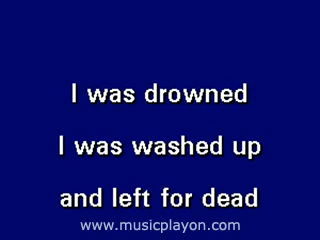 I was drowned
I was washed up
and left for dead
www.musicplayon.com